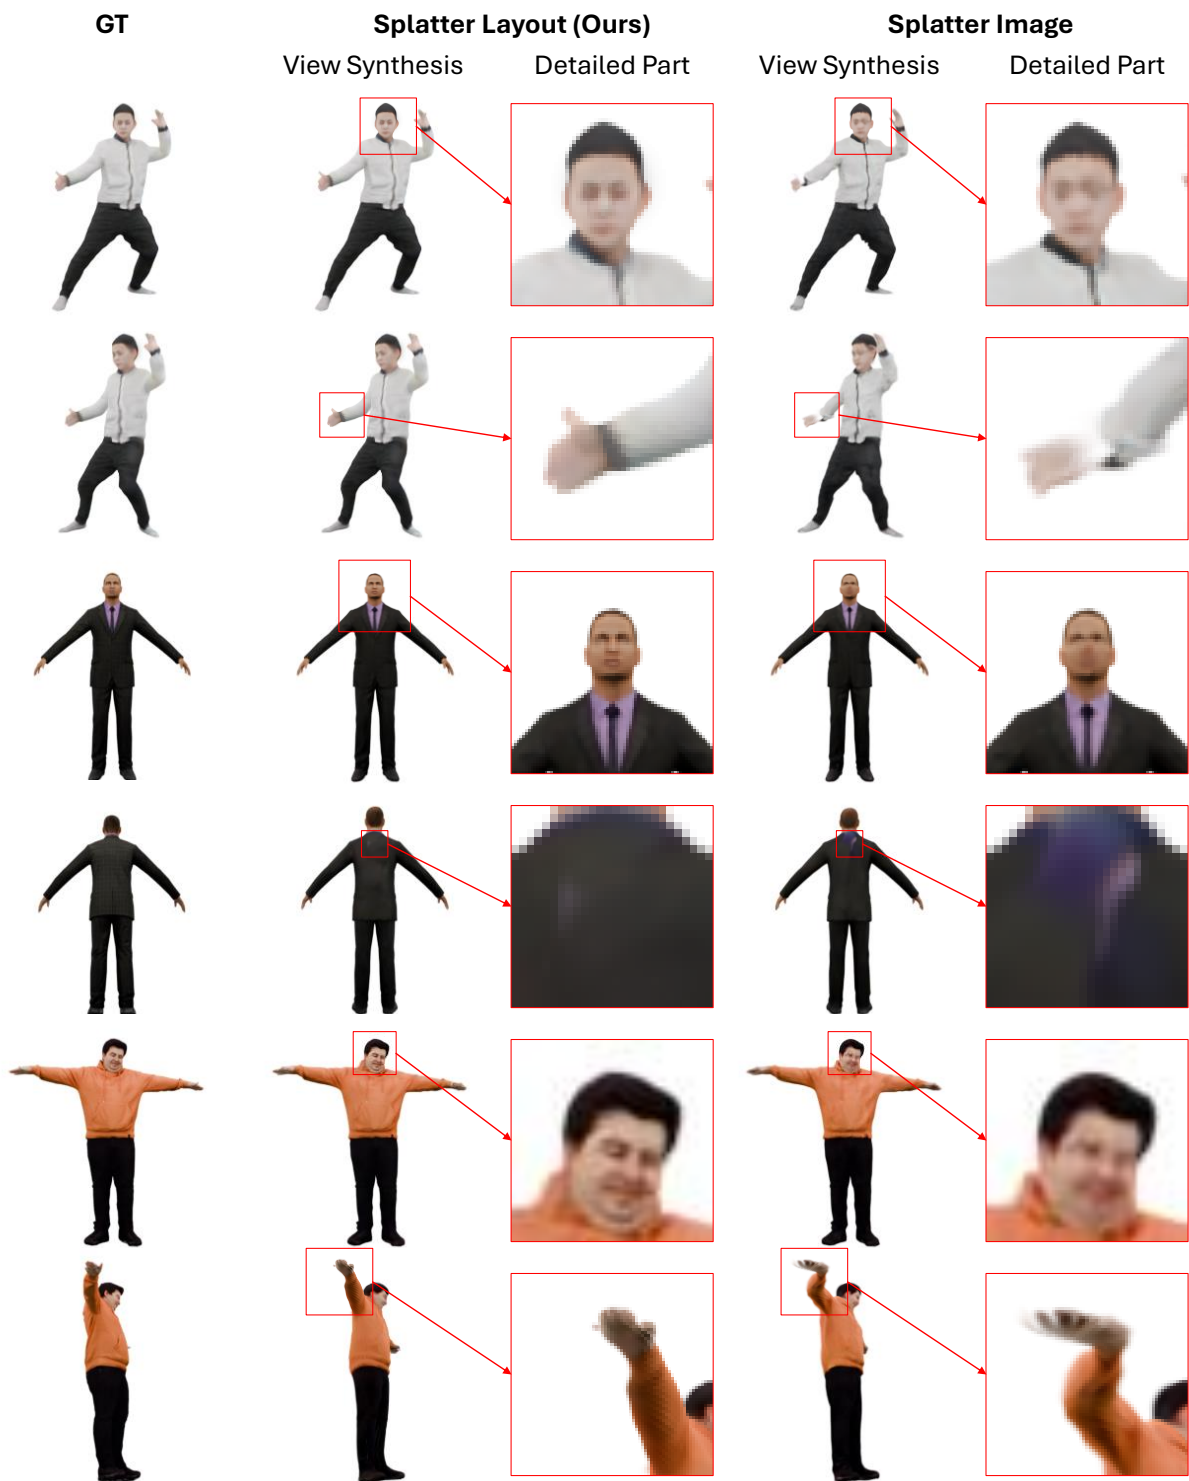 GT Splatter Layout (Ours) Splatter Image
View Synthesis Detailed Part View Synthesis Detailed Part